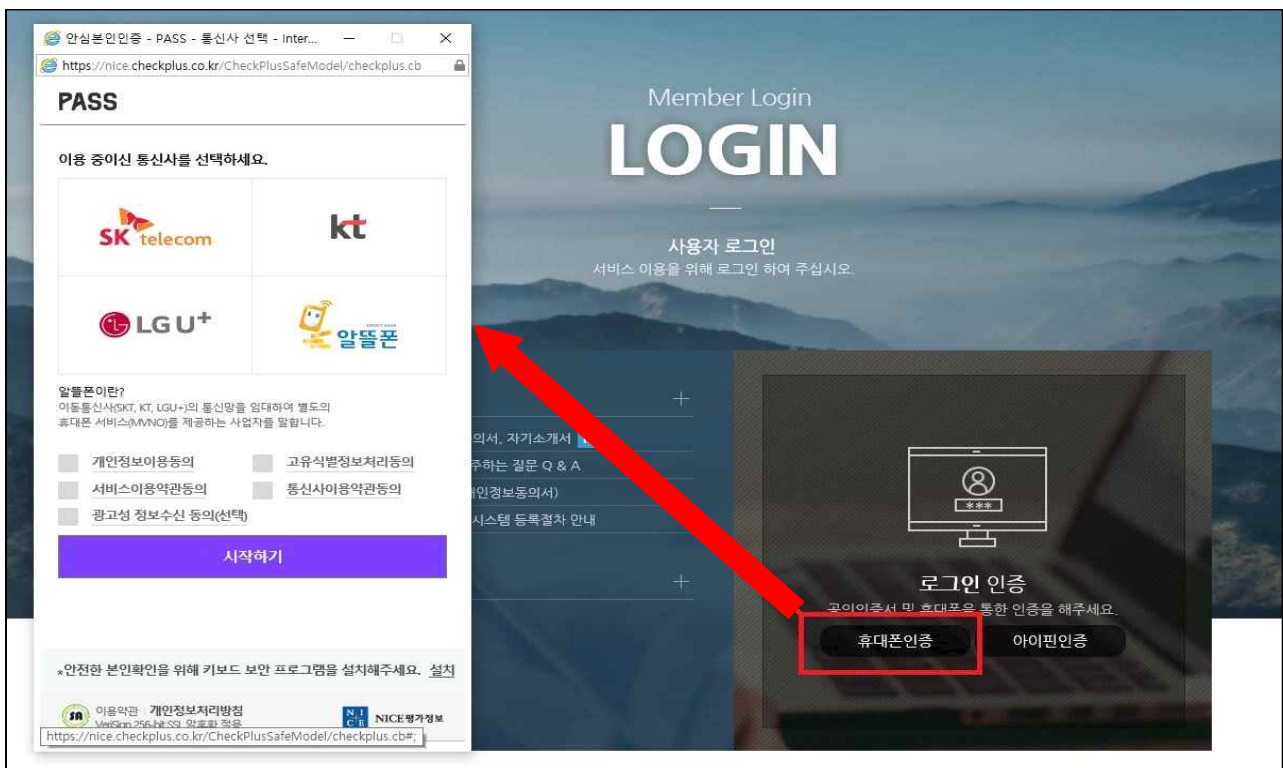 안심본인인증 - PASS - 통신사 선택 - Inter...
https://nice.checkplus.co.kr/CheckPlusSafeModel/checkplus.cb
PASS
이용 중이신 통신사를 선택하세요.
SK telecom
kt
LG U+
smart save
알뜰폰
알뜰폰이란?
이동통신사(SKT, KT, LGU+)의 통신망을 임대하여 별도의
휴대폰 서비스(MVNO)를 제공하는 사업자를 말합니다.
개인정보이용동의 고유식별정보처리동의
서비스이용약관동의 통신사이용약관동의
광고성 정보수신 동의(선택)
시작하기
*안전한 본인확인을 위해 키보드 보안 프로그램을 설치해주세요. 설치
이용약관 개인정보처리방침
VeriSign 256-bit SSL 암호화 적용
NICE NICE평가정보
https://nice.checkplus.co.kr/CheckPlusSafeModel/checkplus.cb#;
Member Login
LOGIN
사용자 로그인
서비스 이용을 위해 로그인 하여 주십시오.
의서, 자기소개서
주하는 질문 Q & A
인정보동의서)
시스템 등록절차 안내
로그인 인증
공인인증서 및 휴대폰을 통한 인증을 해주세요.
휴대폰인증 아이핀인증